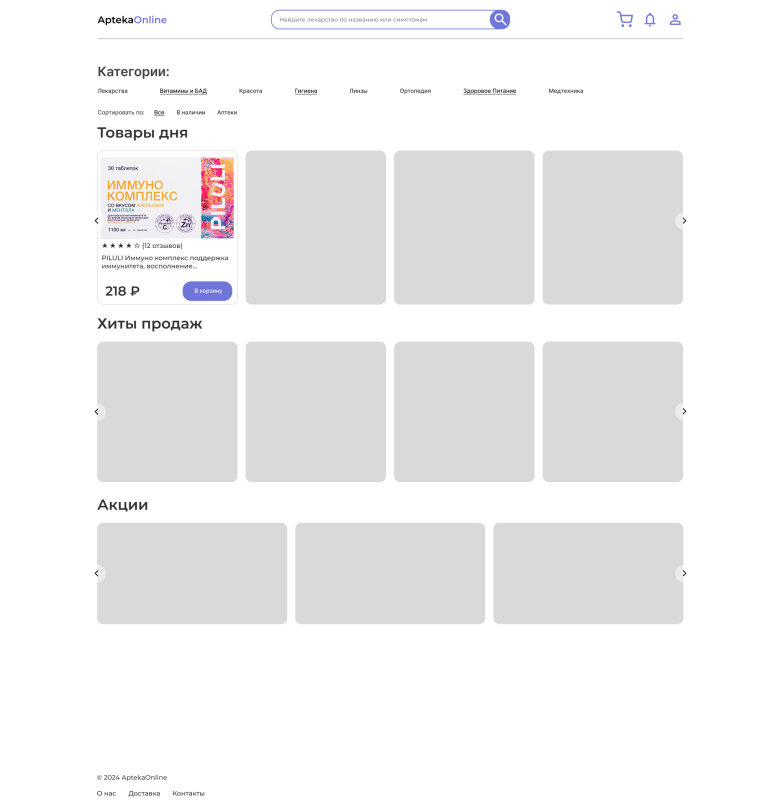 AptekaOnline
Найдите лекарство по названию или симптомам
Категории:
Лекарства Витамины и БАД Красота Гигиена Линзы Ортопедия Здоровое Питание Медтехника
Сортировать по: Все В наличии Аптеки
Товары дня
30 таблеток
ИММУНО
КОМПЛЕКС
СО ВКУСОМ АПЕЛЬСИНА
И МЕНТОЛА
C
Zn
1100 мг
PILULI
★ ★ ★ ★ ☆ (12 отзывов)
PILULI Иммуно комплекс поддержка
иммунитета, восполнение...
218 ₽
В корзину
Хиты продаж
Акции
© 2024 AptekaOnline
О нас Доставка Контакты